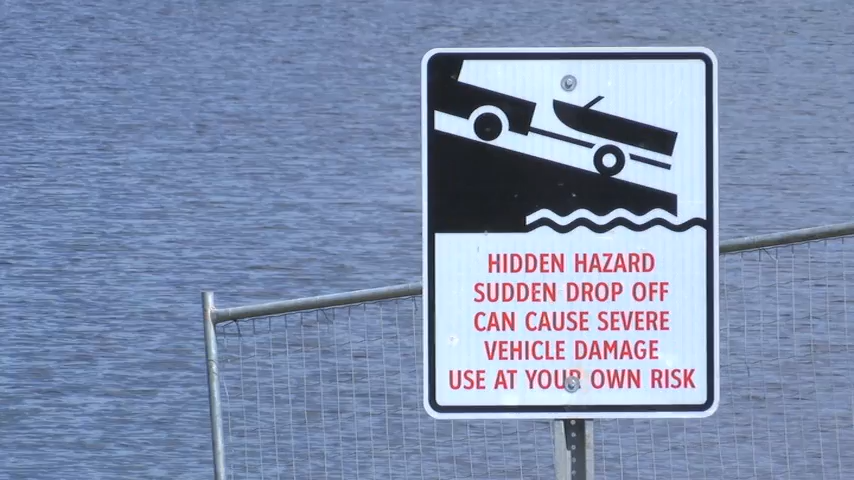 HIDDEN HAZARD
SUDDEN DROP OFF
CAN CAUSE SEVERE
VEHICLE DAMAGE
USE AT YOUR OWN RISK